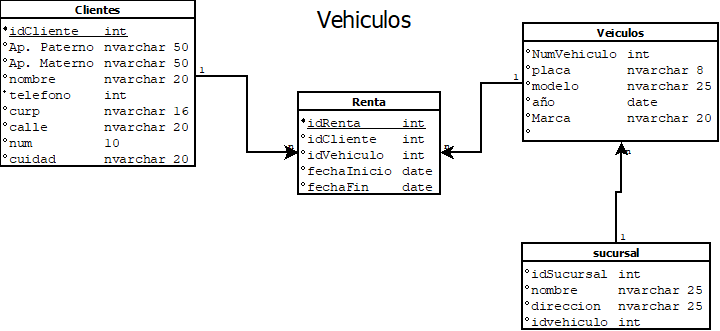 Vehiculos
Clientes
idCliente int
Ap. Paterno nvarchar 50
Ap. Materno nvarchar 50
nombre nvarchar 20
telefono int
curp nvarchar 16
calle nvarchar 20
num 10
cuidad nvarchar 20
1
n
Renta
idRenta int
idCliente int
idVehiculo int
fechaInicio date
fechaFin date
Veiculos
NumVehiculo int
placa nvarchar 8
modelo nvarchar 25
año date
Marca nvarchar 20
1
n
n
1
sucursal
idSucursal int
nombre nvarchar 25
direccion nvarchar 25
idvehiculo int